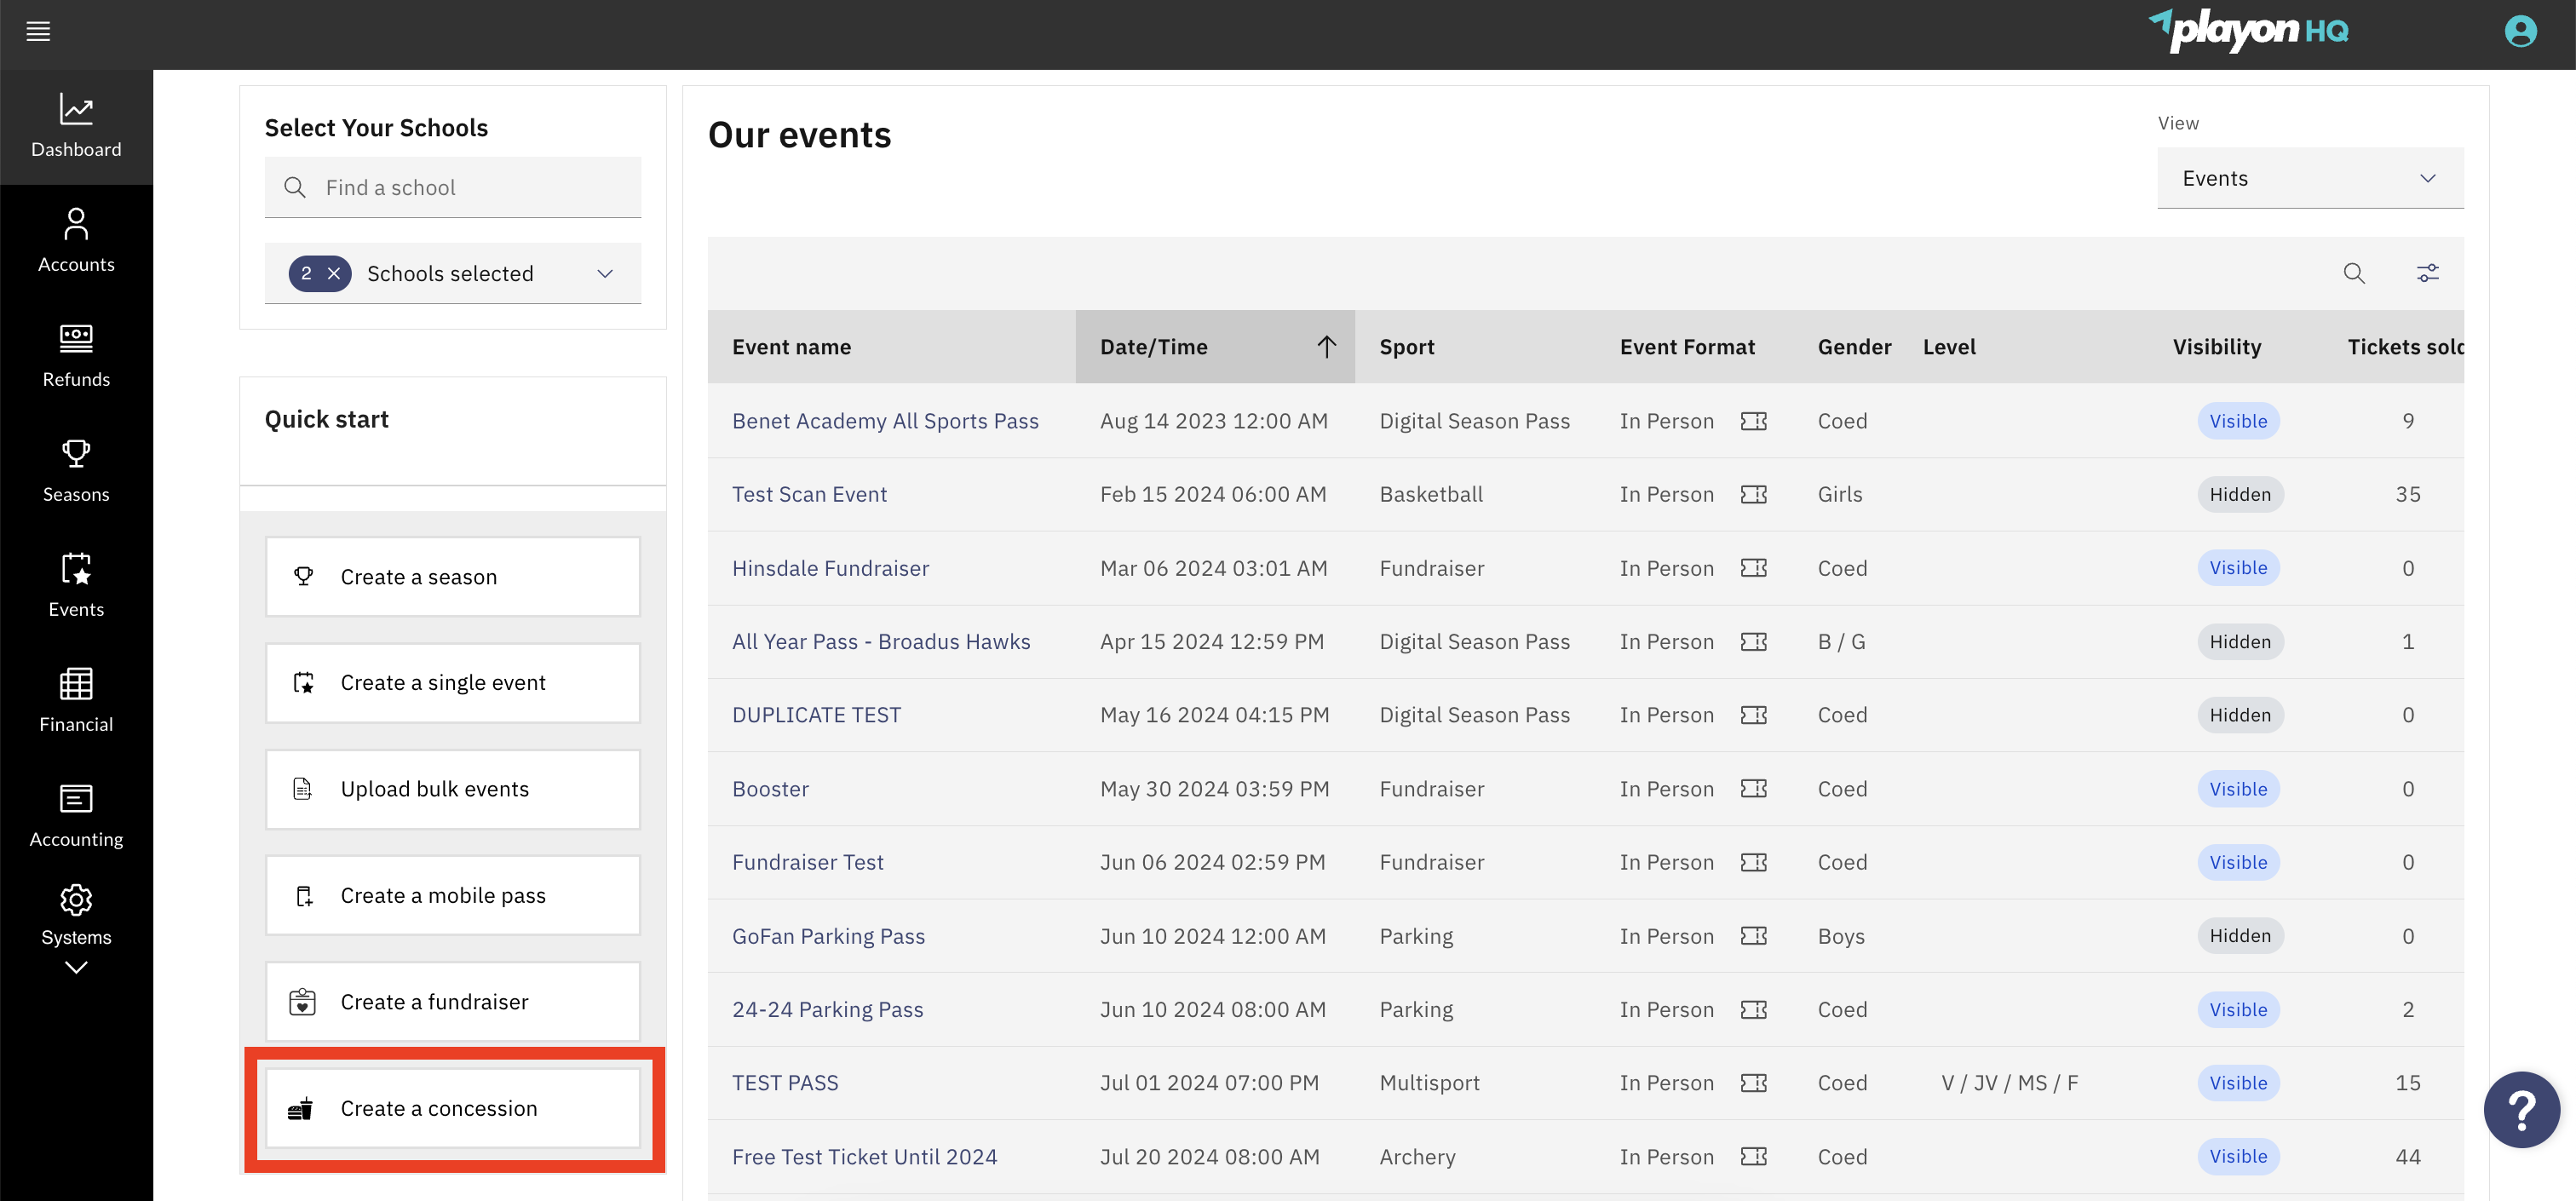 playon HQ
Dashboard
Accounts
Refunds
Seasons
Events
Financial
Accounting
Systems
Select Your Schools
Find a school
2 Schools selected
Quick start
Create a season
Create a single event
Upload bulk events
Create a mobile pass
Create a fundraiser
Create a concession
Our events
View
Events
Event name Date/Time Sport Event Format Gender Level Visibility Tickets sold
Benet Academy All Sports Pass Aug 14 2023 12:00 AM Digital Season Pass In Person Coed Visible 9
Test Scan Event Feb 15 2024 06:00 AM Basketball In Person Girls Hidden 35
Hinsdale Fundraiser Mar 06 2024 03:01 AM Fundraiser In Person Coed Visible 0
All Year Pass - Broadus Hawks Apr 15 2024 12:59 PM Digital Season Pass In Person B / G Hidden 1
DUPLICATE TEST May 16 2024 04:15 PM Digital Season Pass In Person Coed Hidden 0
Booster May 30 2024 03:59 PM Fundraiser In Person Coed Visible 0
Fundraiser Test Jun 06 2024 02:59 PM Fundraiser In Person Coed Visible 0
GoFan Parking Pass Jun 10 2024 12:00 AM Parking In Person Boys Hidden 0
24-24 Parking Pass Jun 10 2024 08:00 AM Parking In Person Coed Visible 2
TEST PASS Jul 01 2024 07:00 PM Multisport In Person Coed V / JV / MS / F Visible 15
Free Test Ticket Until 2024 Jul 20 2024 08:00 AM Archery In Person Coed Visible 44
?